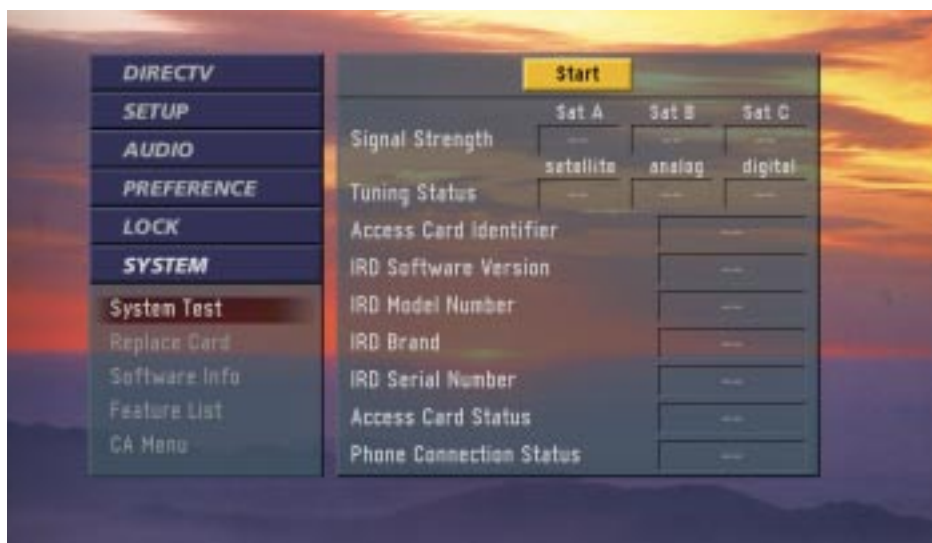 DIRECTV
SETUP
AUDIO
PREFERENCE
LOCK
SYSTEM
System Test
Replace Card
Software Info
Feature List
CA Menu
Start
Sat A Sat B Sat C
Signal Strength -- -- --
satellite analog digital
Tuning Status -- -- --
Access Card Identifier --
IRD Software Version --
IRD Model Number --
IRD Brand --
IRD Serial Number --
Access Card Status --
Phone Connection Status --